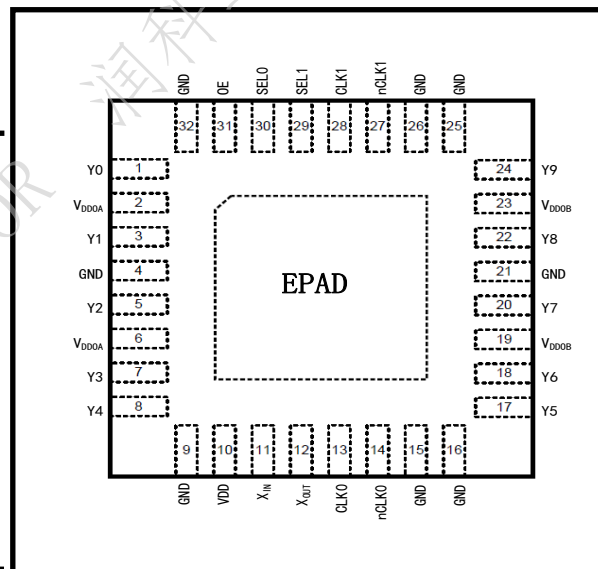 润科
OR
GND OE SEL0 SEL1 CLK1 nCLK1 GND GND
32 31 30 29 28 27 26 25
Y0 1 24 Y9
VDDOA 2 23 VDDOB
Y1 3 22 Y8
GND 4 21 GND
EPAD
Y2 5 20 Y7
VDDOA 6 19 VDDOB
Y3 7 18 Y6
Y4 8 17 Y5
9 10 11 12 13 14 15 16
GND VDD XIN XOUT CLK0 nCLK0 GND GND